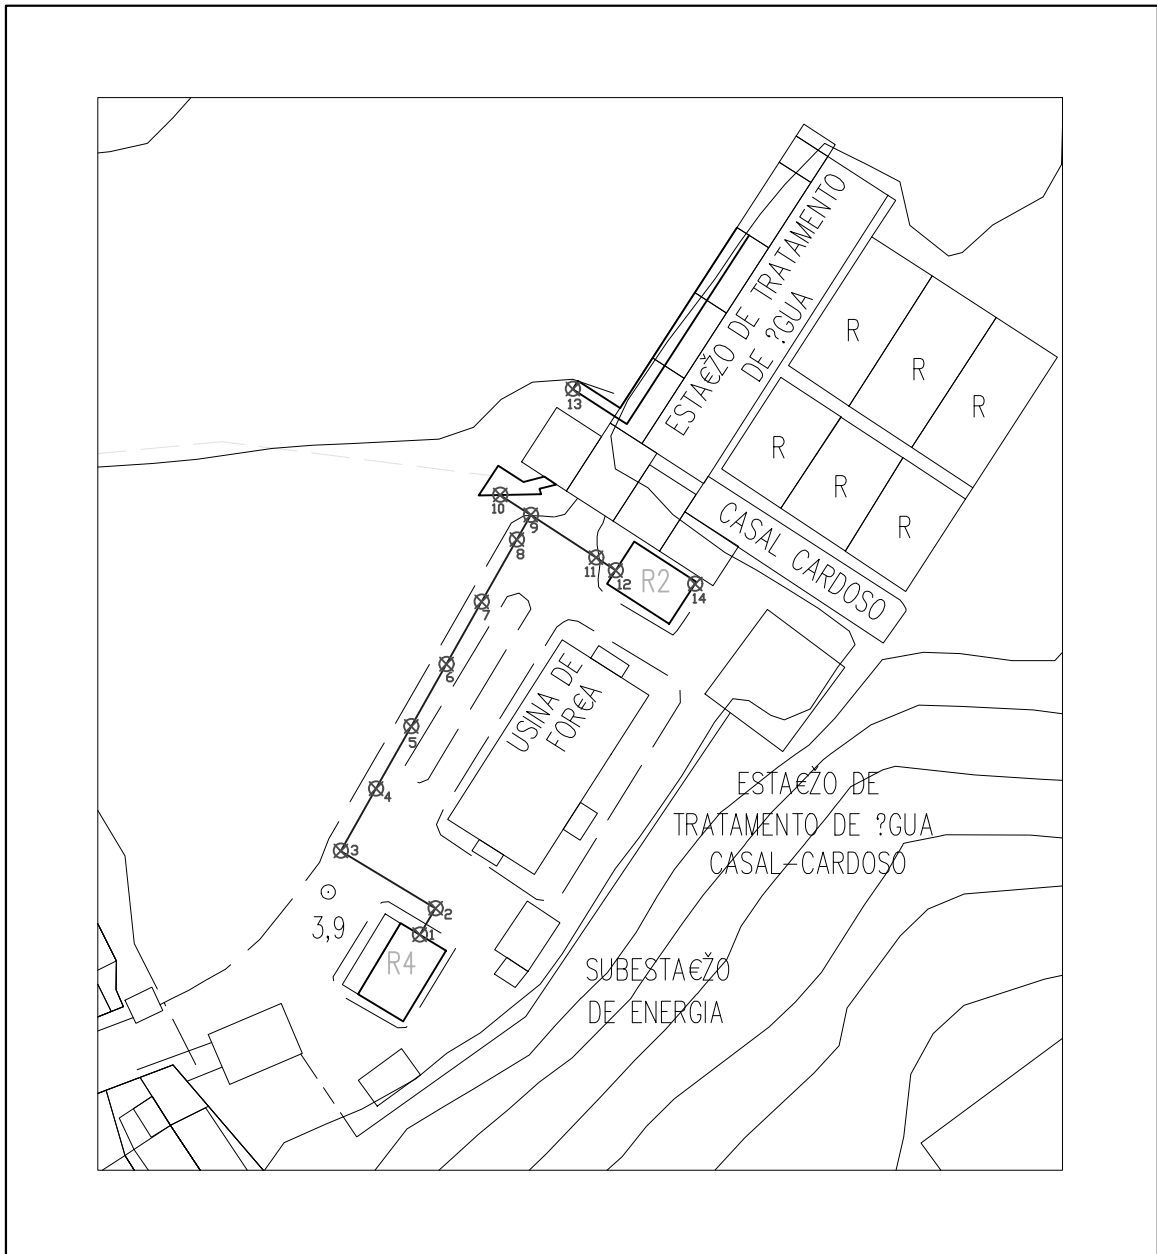 ESTA€ŽO DE TRATAMENTO
DE ?GUA
R
R
R
R
R
R
13
10
9
8
11
12
R2
14
CASAL CARDOSO
7
6
5
4
3
2
1
USINA DE
FOR€A
ESTA€ŽO DE
TRATAMENTO DE ?GUA
CASAL-CARDOSO
3,9
R4
SUBESTA€ŽO
DE ENERGIA